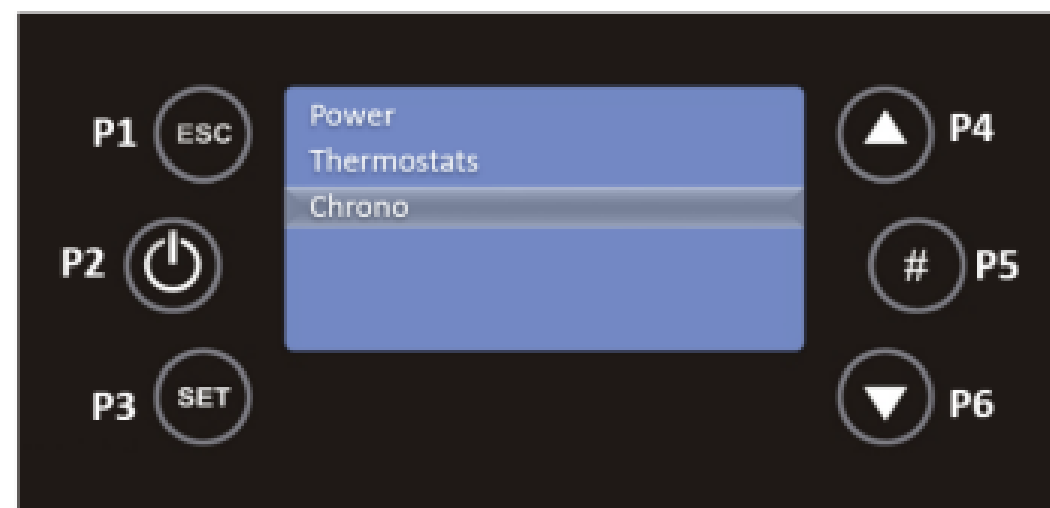 P1 ESC
Power
P4
Thermostats
Chrono
P2
# P5
P3 SET
P6